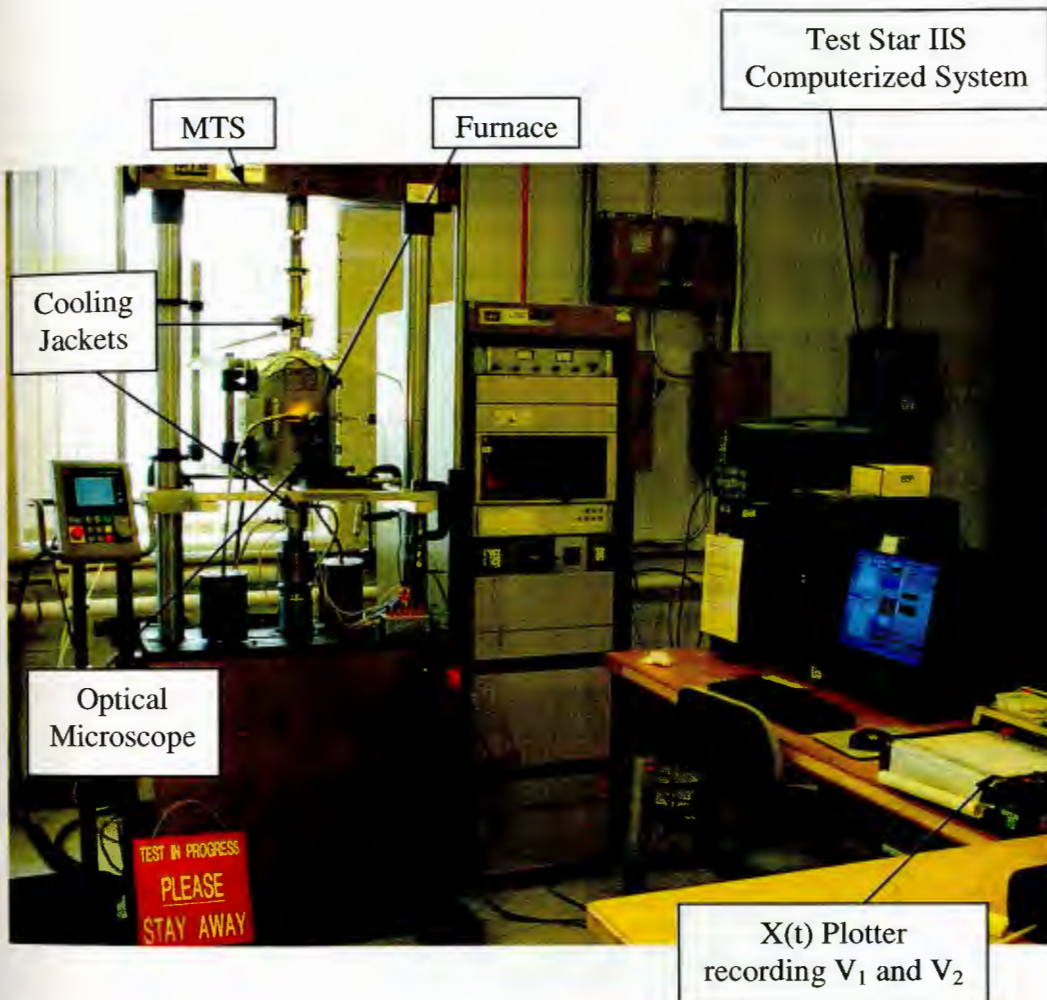 Test Star IIS
Computerized System
MTS
Furnace
Cooling
Jackets
Optical
Microscope
TEST IN PROGRESS
PLEASE
STAY AWAY
X(t) Plotter
recording V₁ and V₂